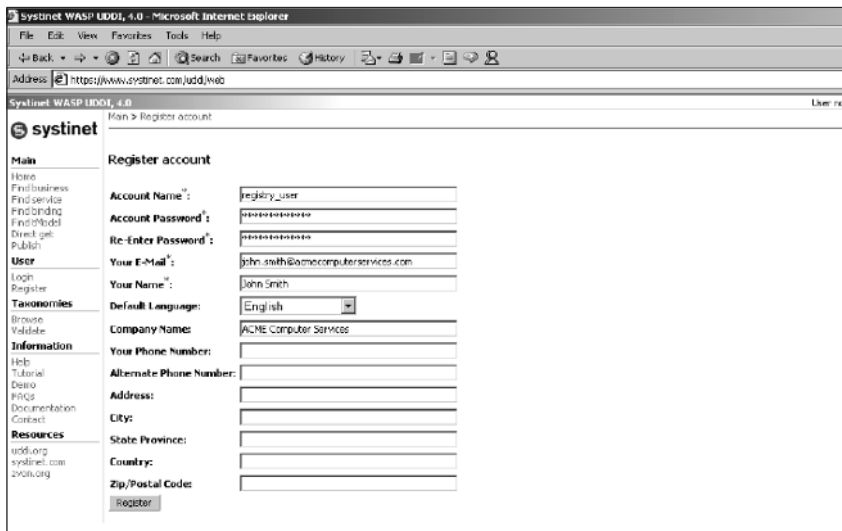 Systinet WASP UDDI, 4.0 - Microsoft Internet Explorer
File Edit View Favorites Tools Help
Back Search Favorites History
Address https://www.systinet.com/uddi/web
Systinet WASP UDDI, 4.0 User
systinet
Main > Register account
Main
Home
Find business
Find service
Find binding
Find tModel
Direct get
Publish
User
Login
Register
Taxonomies
Browse
Validate
Information
Help
Tutorial
Demo
FAQs
Documentation
Contact
Resources
uddi.org
systinet.com
zvon.org
Register account
Account Name*: registry_user
Account Password*: *************
Re-Enter Password*: *************
Your E-Mail*: john.smith@acmecomputerservices.com
Your Name*: John Smith
Default Language: English
Company Name: ACME Computer Services
Your Phone Number:
Alternate Phone Number:
Address:
City:
State Province:
Country:
Zip/Postal Code:
Register